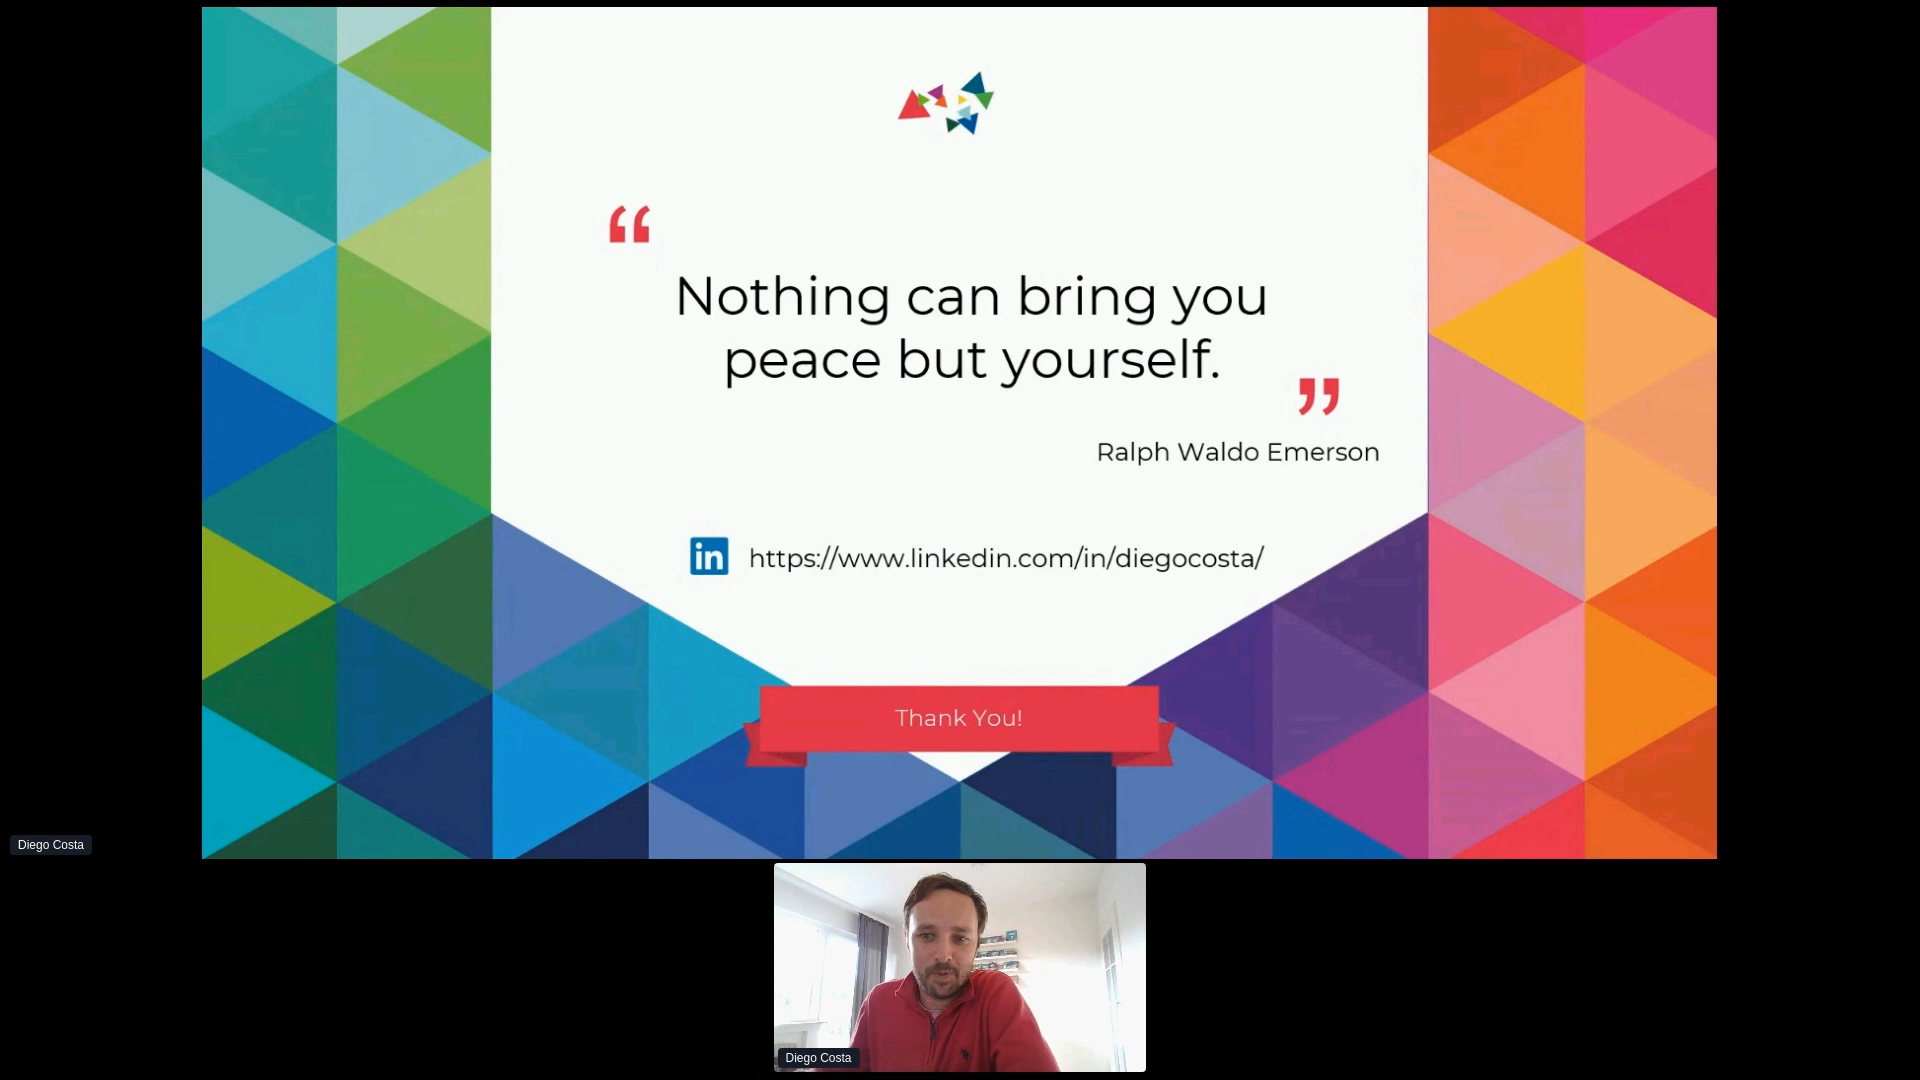 “
Nothing can bring you
peace but yourself.
”
Ralph Waldo Emerson
in https://www.linkedin.com/in/diegocosta/
Thank You!
Diego Costa
Diego Costa